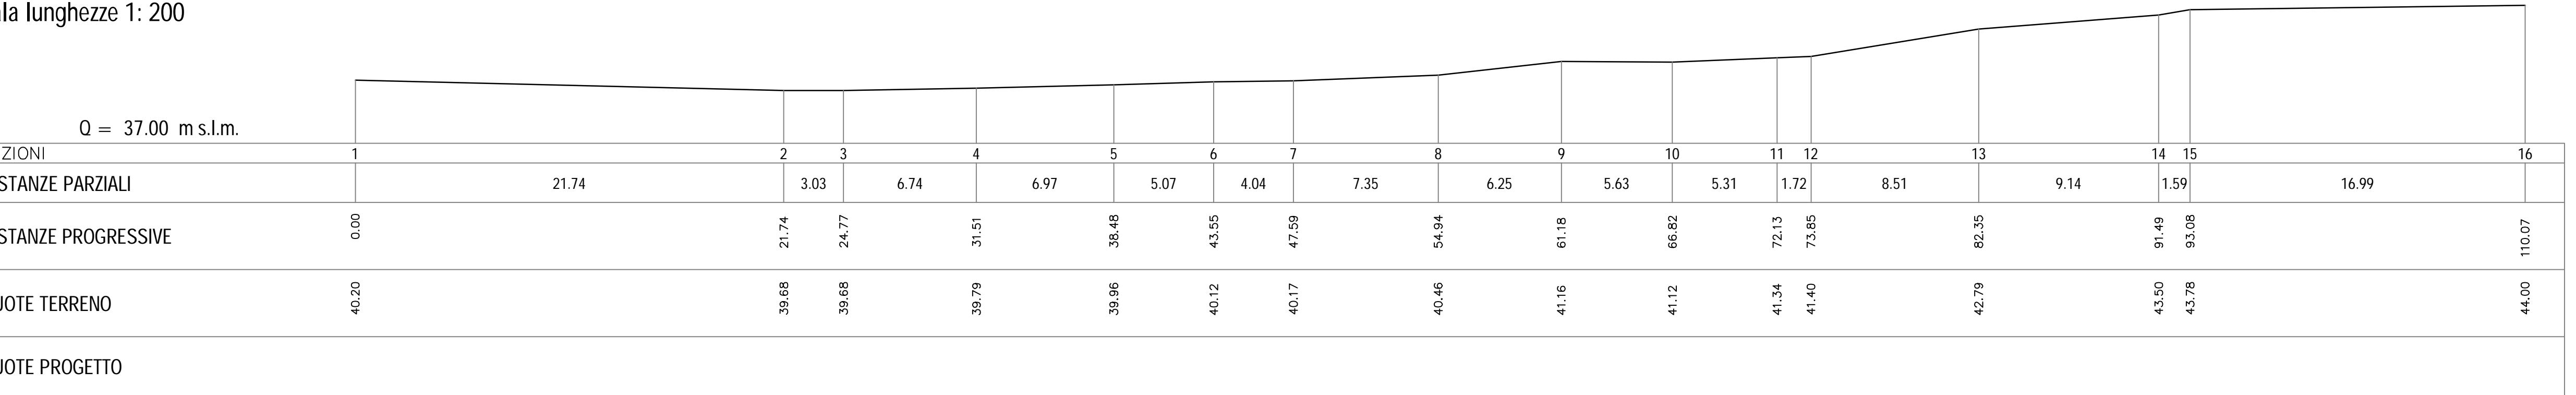 la lunghezze 1: 200
Q = 37.00 m s.l.m.
ZIONI 1 2 3 4 5 6 7 8 9 10 11 12 13 14 15 16
STANZE PARZIALI 21.74 3.03 6.74 6.97 5.07 4.04 7.35 6.25 5.63 5.31 1.72 8.51 9.14 1.59 16.99
STANZE PROGRESSIVE 0.00 21.74 24.77 31.51 38.48 43.55 47.59 54.94 61.18 66.82 72.13 73.85 82.35 91.49 93.08 110.07
OTE TERRENO 40.20 39.68 39.68 39.79 39.96 40.12 40.17 40.46 41.16 41.12 41.34 41.40 42.79 43.50 43.78 44.00
OTE PROGETTO